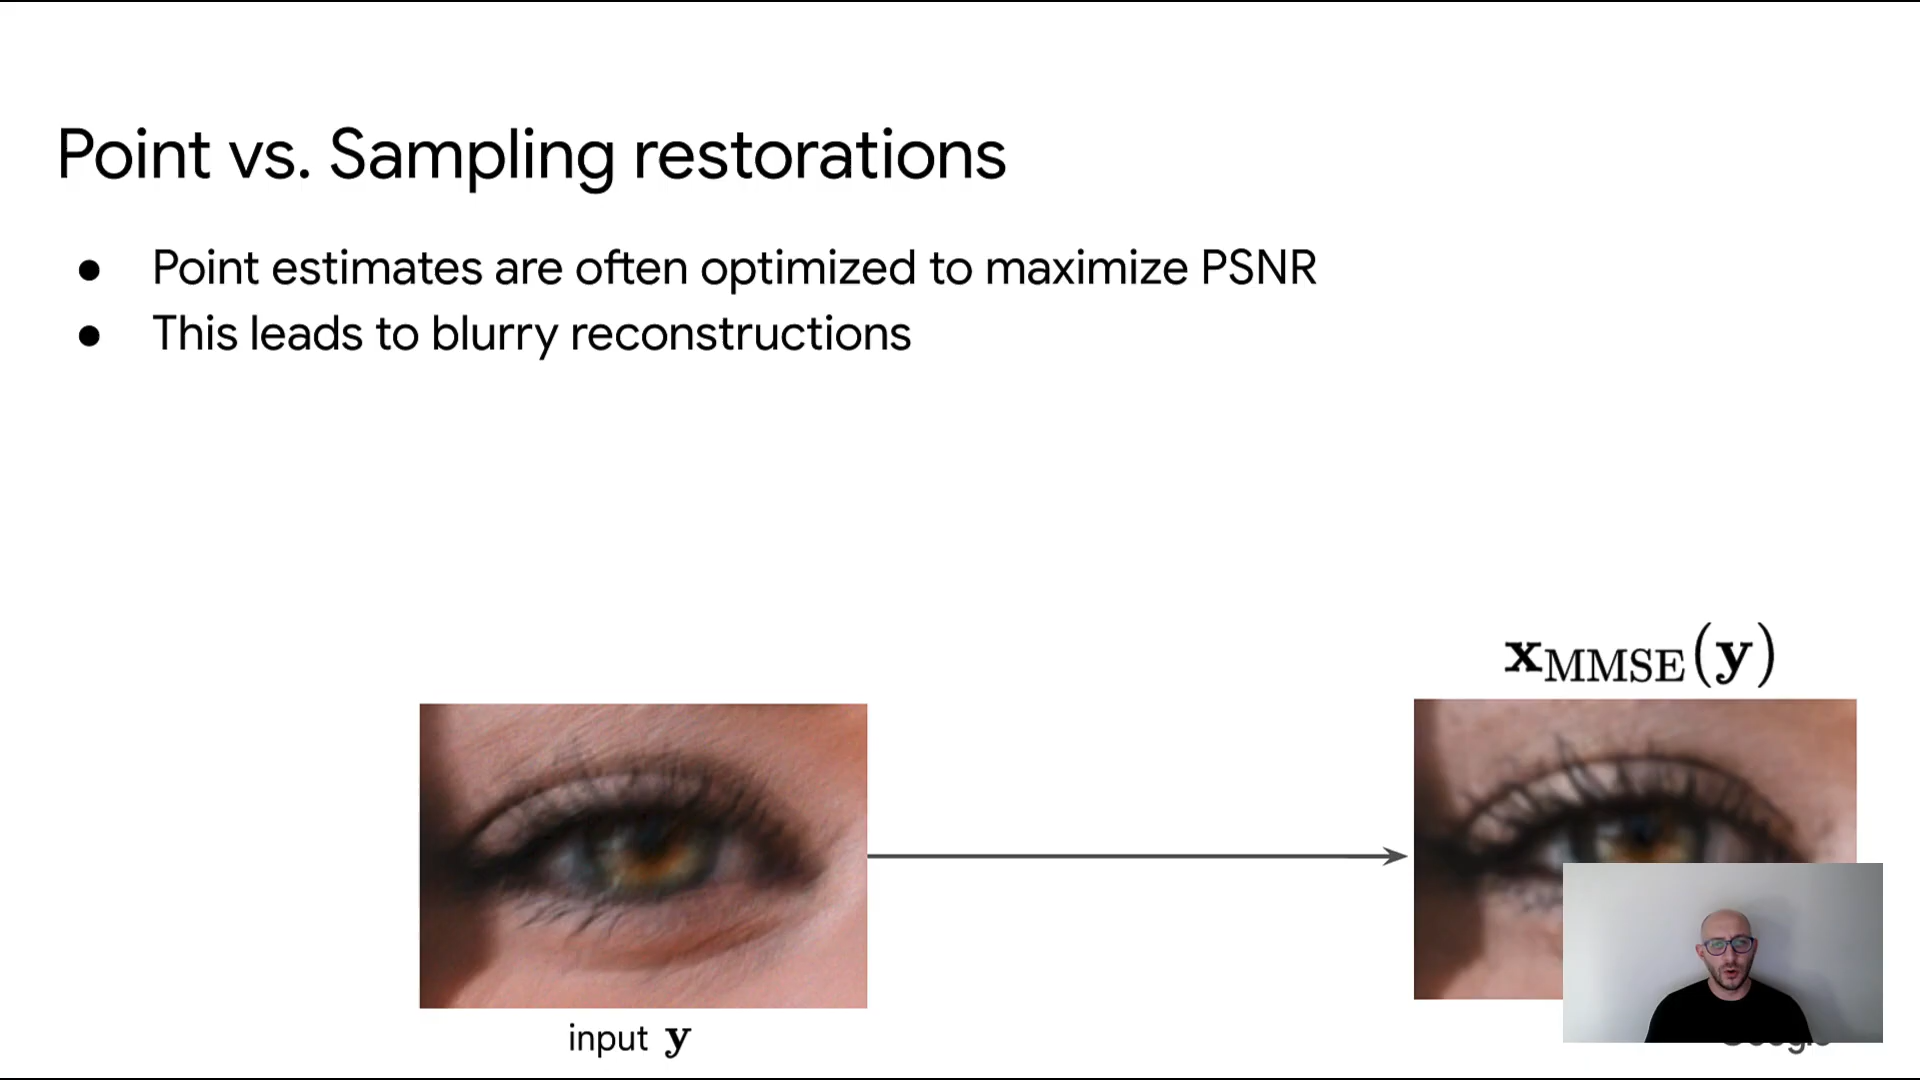 Point vs. Sampling restorations
● Point estimates are often optimized to maximize PSNR
● This leads to blurry reconstructions
x_MMSE(y)
input y